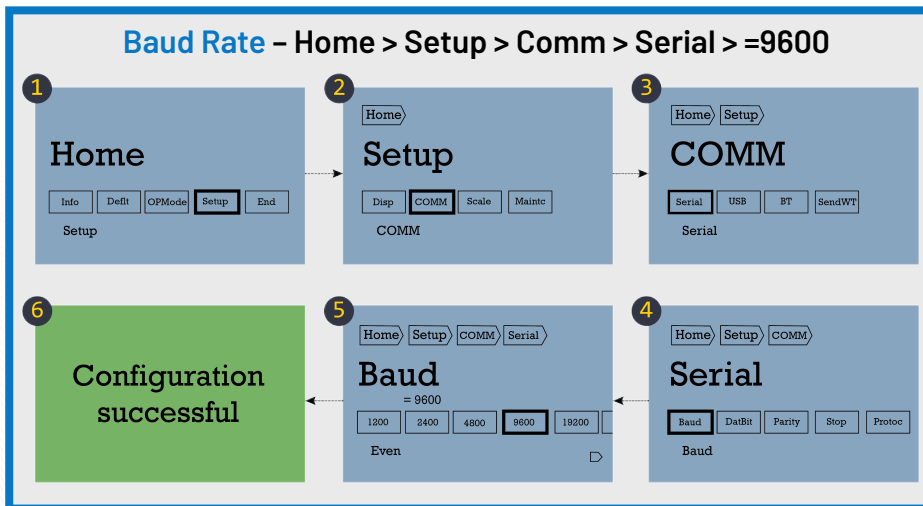 Baud Rate – Home > Setup > Comm > Serial > =9600
1
Home
Info Deflt OPMode Setup End
Setup
2
Home
Setup
Disp COMM Scale Maintc
COMM
3
Home Setup
COMM
Serial USB BT SendWT
Serial
4
Home Setup COMM
Serial
Baud DatBit Parity Stop Protoc
Baud
5
Home Setup COMM Serial
Baud
= 9600
1200 2400 4800 9600 19200
Even
6
Configuration
successful